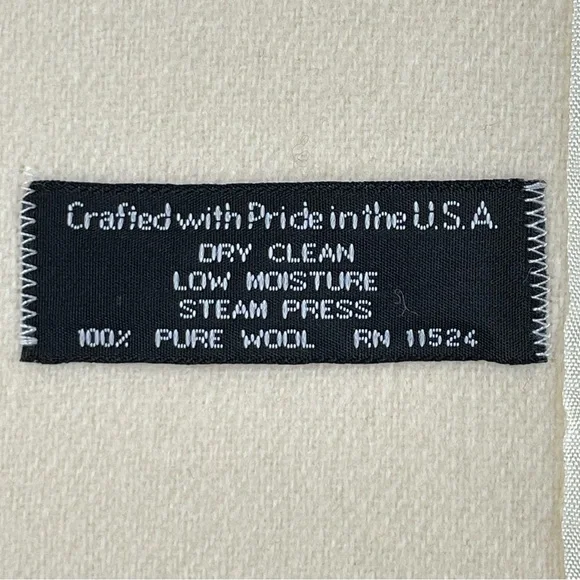 Crafted with Pride in the U.S.A.
DRY CLEAN
LOW MOISTURE
STEAM PRESS
100% PURE WOOL RN 11524